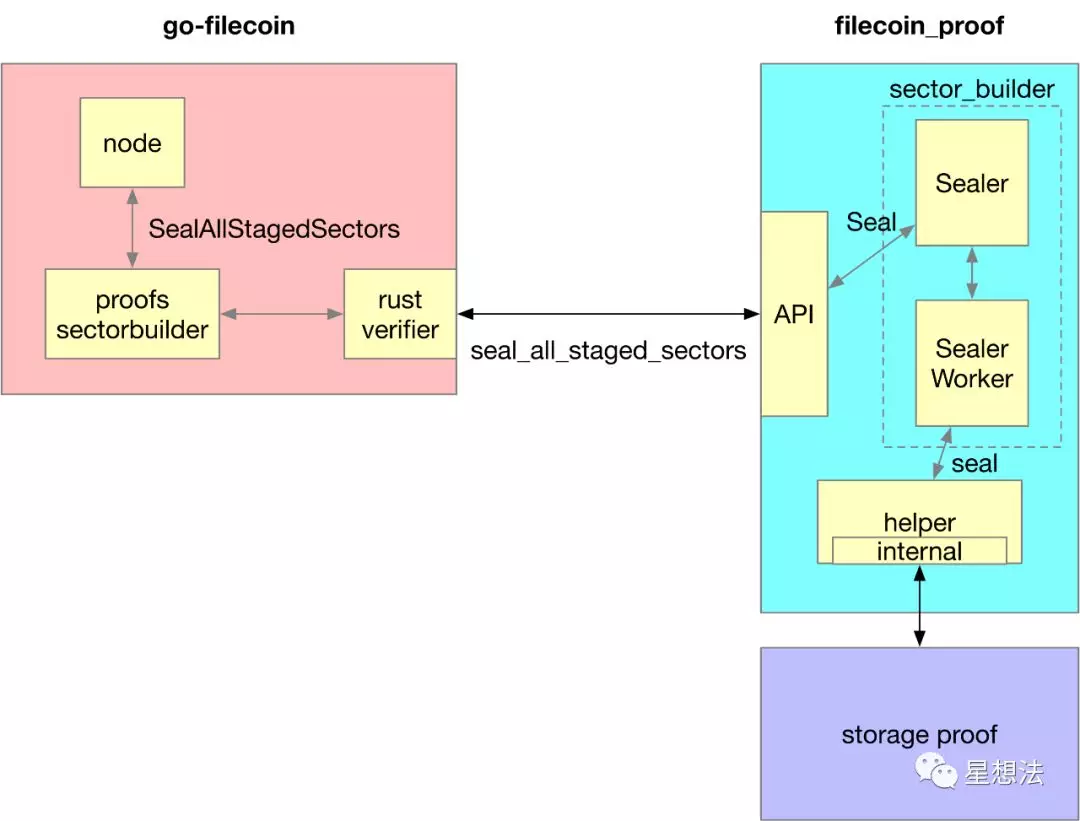 go-filecoin
filecoin_proof
node
SealAllStagedSectors
proofs
sectorbuilder
rust
verifier
seal_all_staged_sectors
sector_builder
Sealer
Seal
API
Sealer
Worker
seal
helper
internal
storage proof
星想法